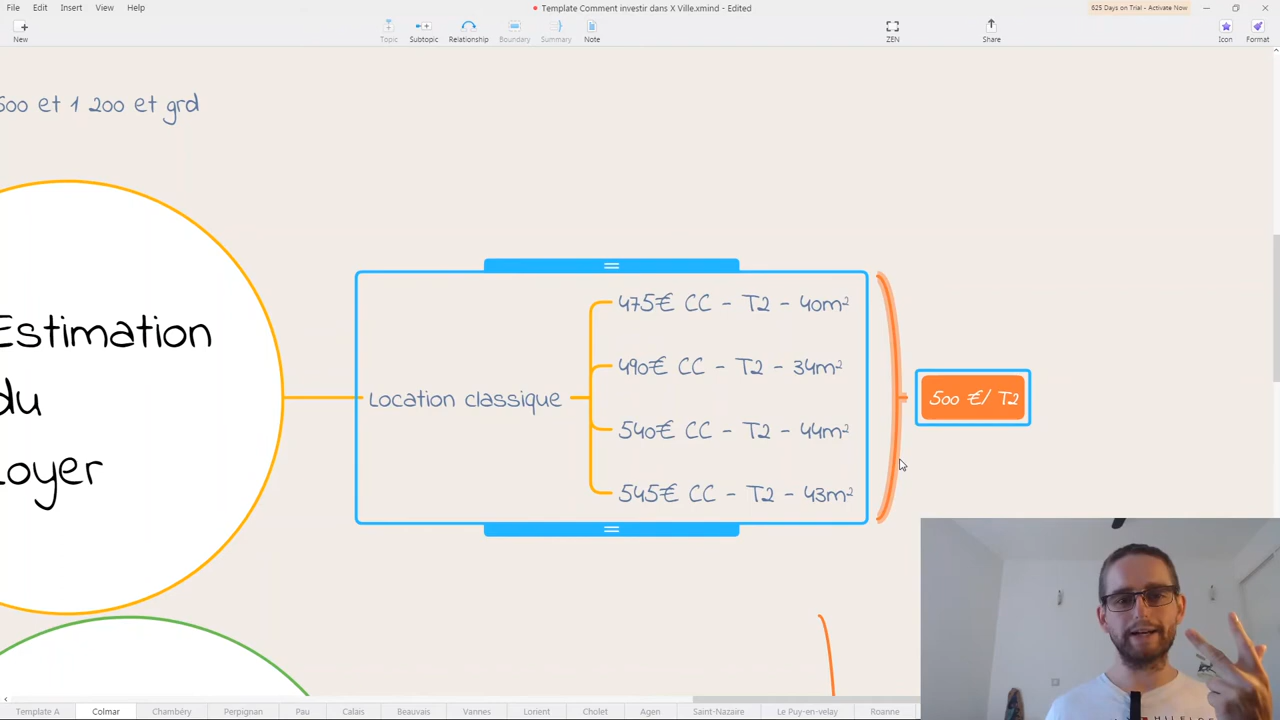 File Edit Insert View Help
Template Comment investir dans X Ville.xmind - Edited
625 Days on Trial - Activate Now
New
Topic Subtopic Relationship Boundary Summary Note
ZEN
Share
Icon Format
500 et 1 200 et grd
Estimation
du
Loyer
Location classique
475€ CC - T2 - 40m²
490€ CC - T2 - 34m²
540€ CC - T2 - 44m²
545€ CC - T2 - 43m²
500 €/ T2
Template A Colmar Chambéry Perpignan Pau Calais Beauvais Vannes Lorient Cholet Agen Saint-Nazaire Le Puy-en-velay Roanne